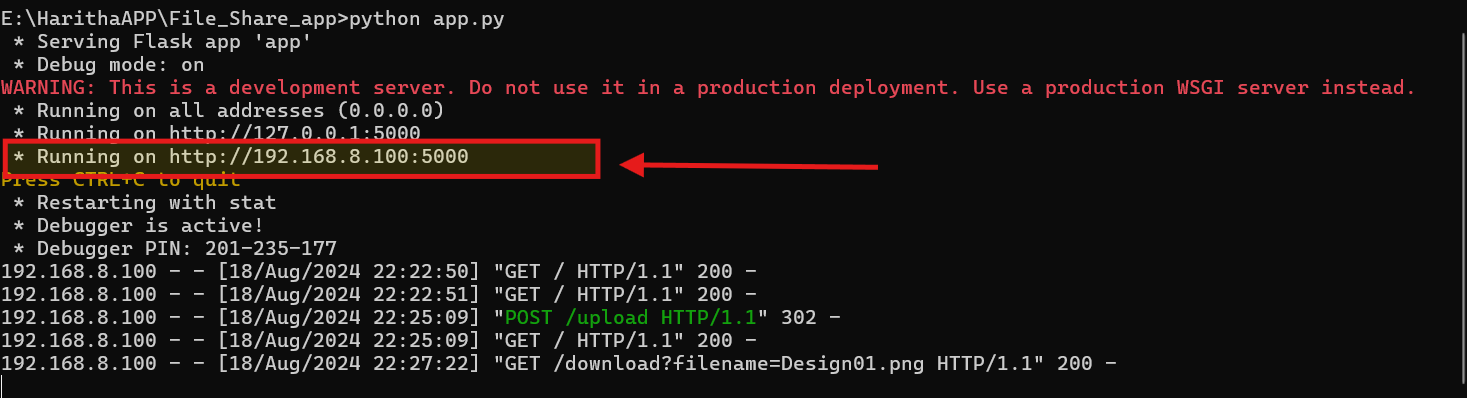 E:\HarithaAPP\File_Share_app>python app.py
* Serving Flask app 'app'
* Debug mode: on
WARNING: This is a development server. Do not use it in a production deployment. Use a production WSGI server instead.
* Running on all addresses (0.0.0.0)
* Running on http://127.0.0.1:5000
* Running on http://192.168.8.100:5000
Press CTRL+C to quit
* Restarting with stat
* Debugger is active!
* Debugger PIN: 201-235-177
192.168.8.100 - - [18/Aug/2024 22:22:50] "GET / HTTP/1.1" 200 -
192.168.8.100 - - [18/Aug/2024 22:22:51] "GET / HTTP/1.1" 200 -
192.168.8.100 - - [18/Aug/2024 22:25:09] "POST /upload HTTP/1.1" 302 -
192.168.8.100 - - [18/Aug/2024 22:25:09] "GET / HTTP/1.1" 200 -
192.168.8.100 - - [18/Aug/2024 22:27:22] "GET /download?filename=Design01.png HTTP/1.1" 200 -